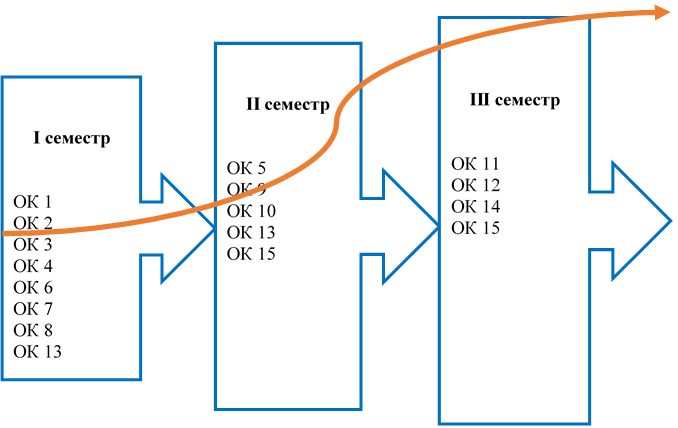 I семестр
ОК 1
ОК 2
ОК 3
ОК 4
ОК 6
ОК 7
ОК 8
ОК 13
II семестр
ОК 5
ОК 9
ОК 10
ОК 13
ОК 15
III семестр
ОК 11
ОК 12
ОК 14
ОК 15